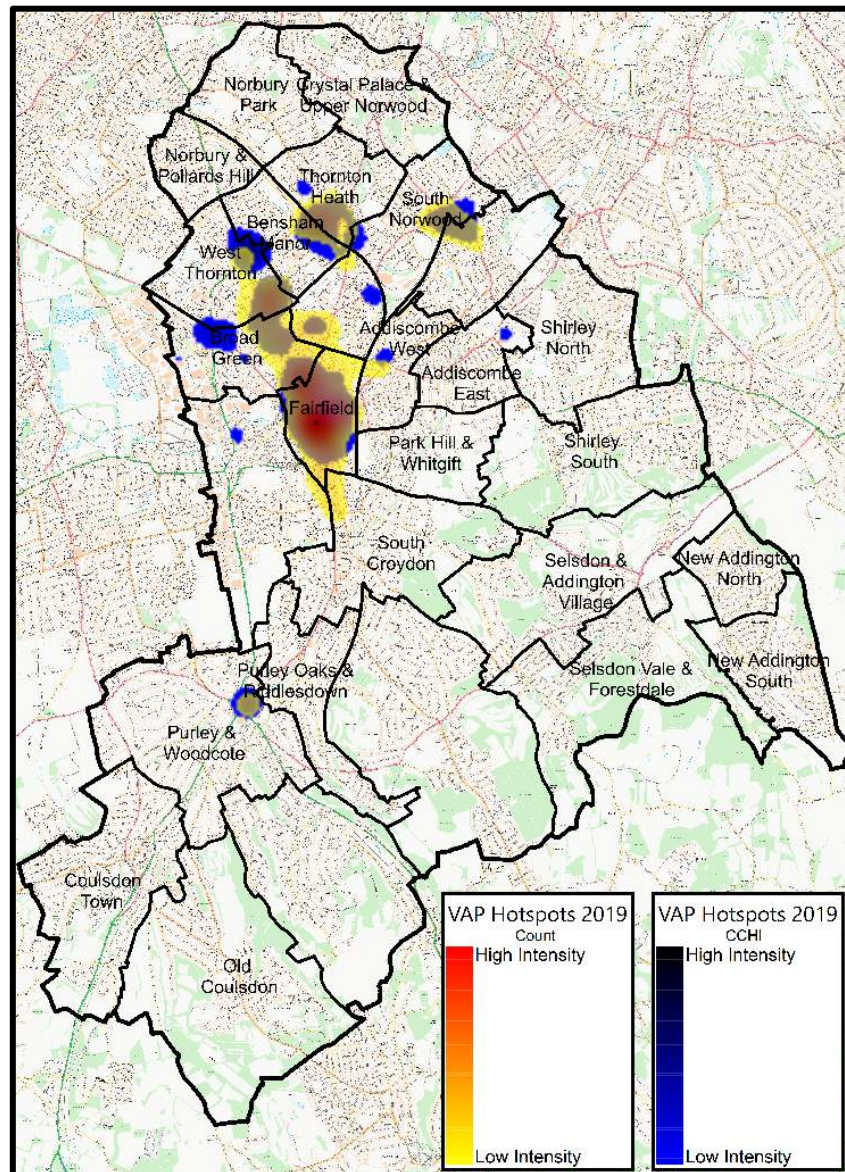 Norbury
Park
Crystal Palace &
Upper Norwood
Norbury &
Pollards Hill
Thornton
Heath
South
Norwood
Bensham
Manor
West
Thornton
Broad
Green
Addiscombe
West
Shirley
North
Addiscombe
East
Fairfield
Park Hill &
Whitgift
Shirley
South
South
Croydon
Selsdon &
Addington
Village
New Addington
North
Purley Oaks &
Riddlesdown
Selsdon Vale &
Forestdale
New Addington
South
Purley &
Woodcote
Coulsdon
Town
Old
Coulsdon
VAP Hotspots 2019
Count
High Intensity
Low Intensity
VAP Hotspots 2019
CCHI
High Intensity
Low Intensity